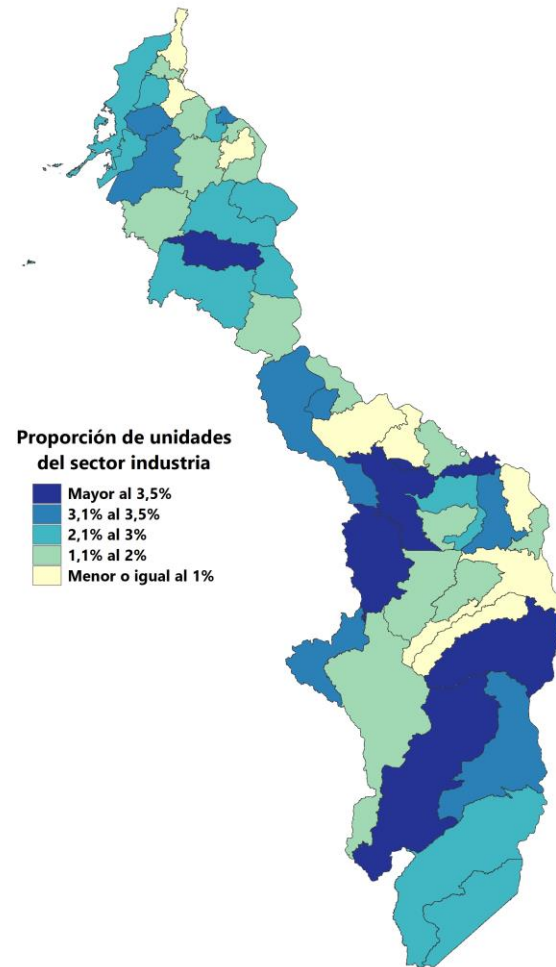 Proporción de unidades
del sector industria
Mayor al 3,5%
3,1% al 3,5%
2,1% al 3%
1,1% al 2%
Menor o igual al 1%